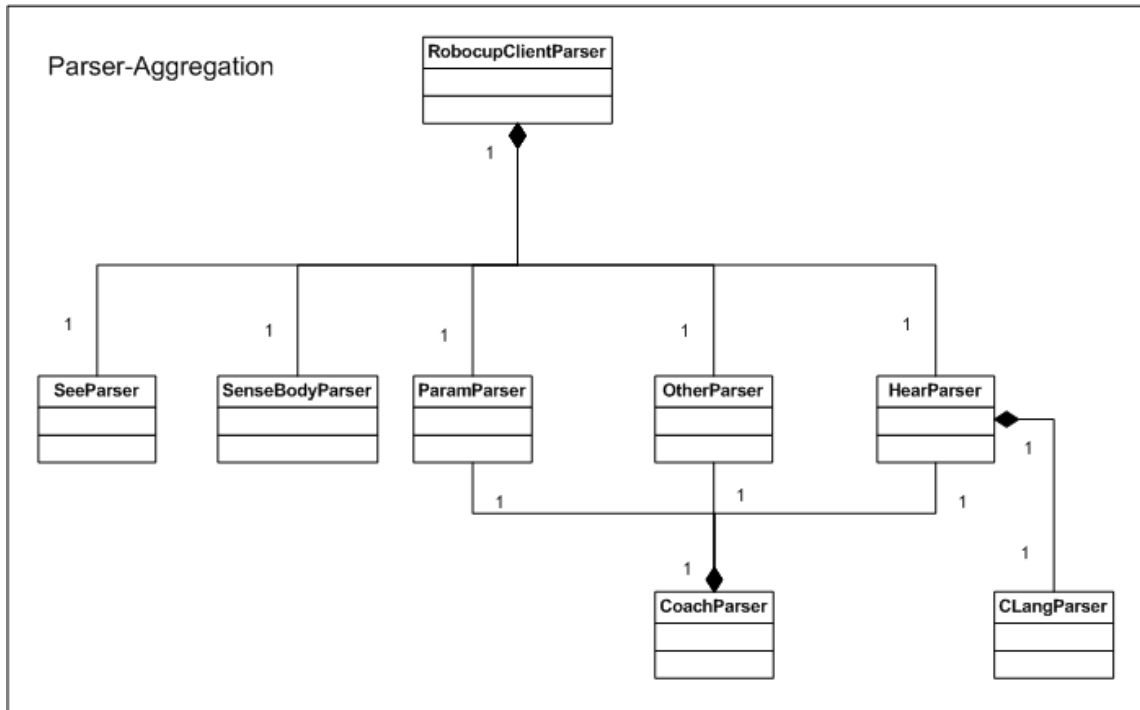 Parser-Aggregation
RobocupClientParser
1
1
1
1
1
1
SeeParser
SenseBodyParser
ParamParser
OtherParser
HearParser
1
1
1
1
1
1
CoachParser
CLangParser